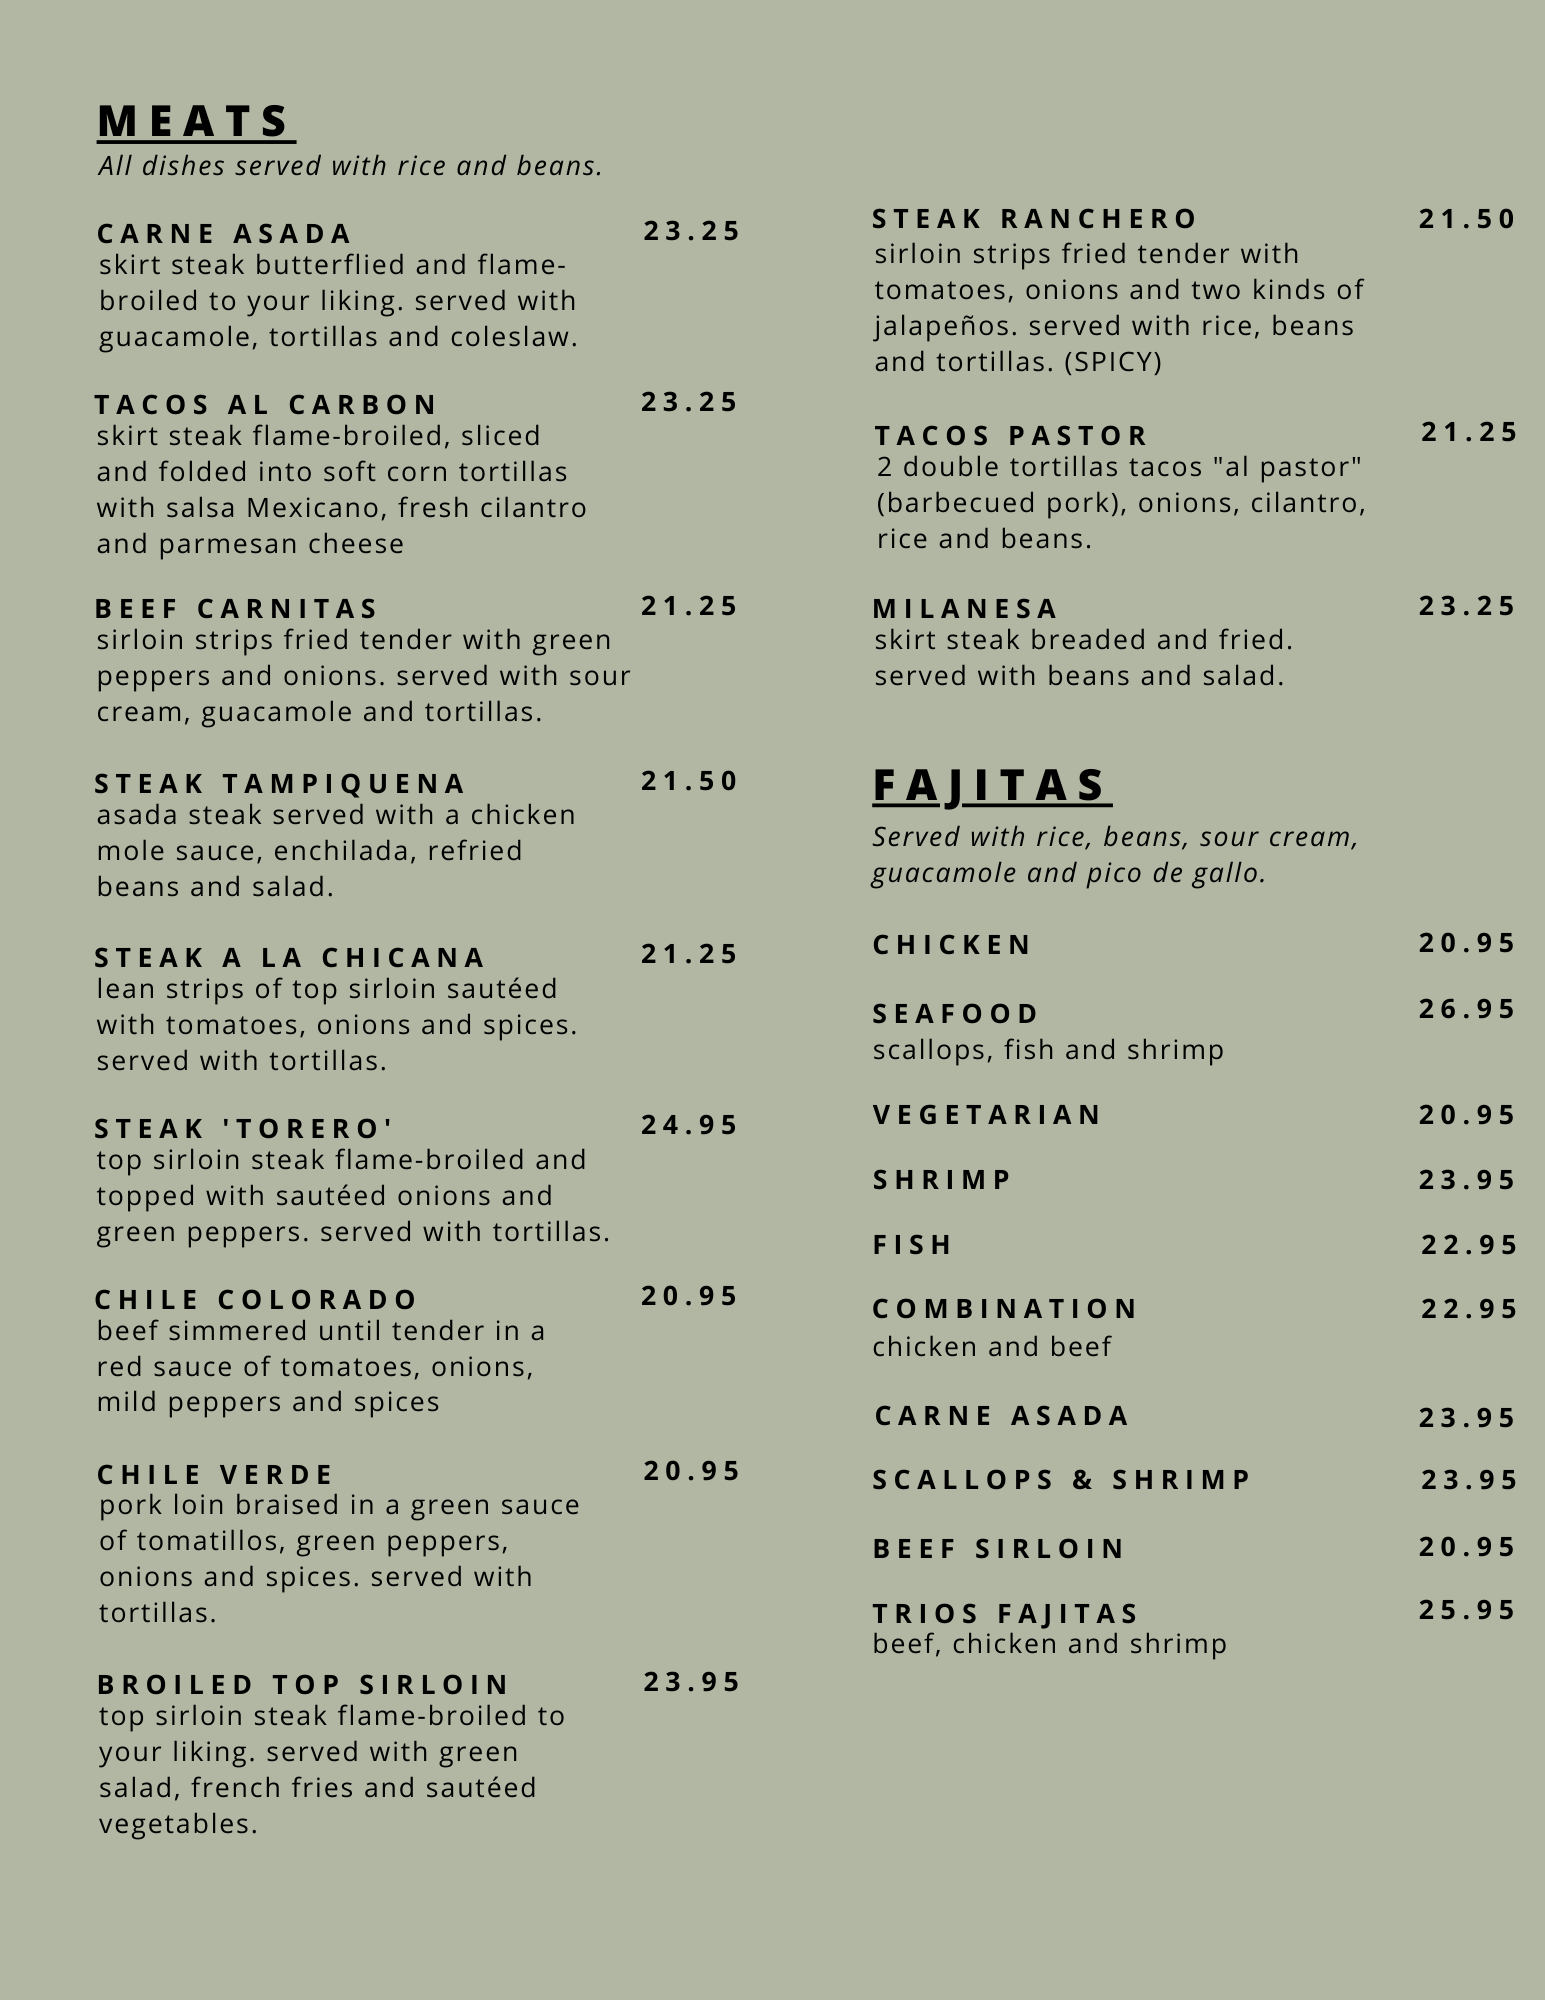 MEATS
All dishes served with rice and beans.
CARNE ASADA 23.25
skirt steak butterflied and flame-
broiled to your liking. served with
guacamole, tortillas and coleslaw.
TACOS AL CARBON 23.25
skirt steak flame-broiled, sliced
and folded into soft corn tortillas
with salsa Mexicano, fresh cilantro
and parmesan cheese
BEEF CARNITAS 21.25
sirloin strips fried tender with green
peppers and onions. served with sour
cream, guacamole and tortillas.
STEAK TAMPIQUENA 21.50
asada steak served with a chicken
mole sauce, enchilada, refried
beans and salad.
STEAK A LA CHICANA 21.25
lean strips of top sirloin sautéed
with tomatoes, onions and spices.
served with tortillas.
STEAK 'TORERO' 24.95
top sirloin steak flame-broiled and
topped with sautéed onions and
green peppers. served with tortillas.
CHILE COLORADO 20.95
beef simmered until tender in a
red sauce of tomatoes, onions,
mild peppers and spices
CHILE VERDE 20.95
pork loin braised in a green sauce
of tomatillos, green peppers,
onions and spices. served with
tortillas.
BROILED TOP SIRLOIN 23.95
top sirloin steak flame-broiled to
your liking. served with green
salad, french fries and sautéed
vegetables.
STEAK RANCHERO 21.50
sirloin strips fried tender with
tomatoes, onions and two kinds of
jalapeños. served with rice, beans
and tortillas. (SPICY)
TACOS PASTOR 21.25
2 double tortillas tacos "al pastor"
(barbecued pork), onions, cilantro,
rice and beans.
MILANESA 23.25
skirt steak breaded and fried.
served with beans and salad.
FAJITAS
Served with rice, beans, sour cream,
guacamole and pico de gallo.
CHICKEN 20.95
SEAFOOD 26.95
scallops, fish and shrimp
VEGETARIAN 20.95
SHRIMP 23.95
FISH 22.95
COMBINATION 22.95
chicken and beef
CARNE ASADA 23.95
SCALLOPS & SHRIMP 23.95
BEEF SIRLOIN 20.95
TRIOS FAJITAS 25.95
beef, chicken and shrimp